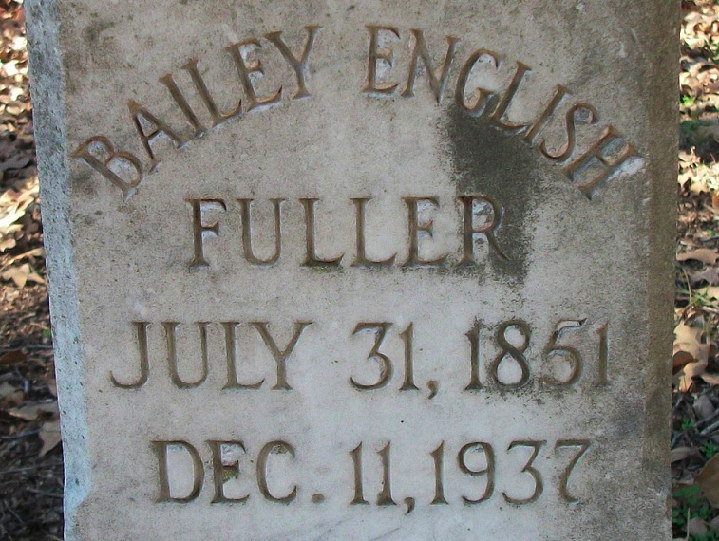 BAILEY ENGLISH
FULLER
JULY 31, 1851
DEC. 11, 1937